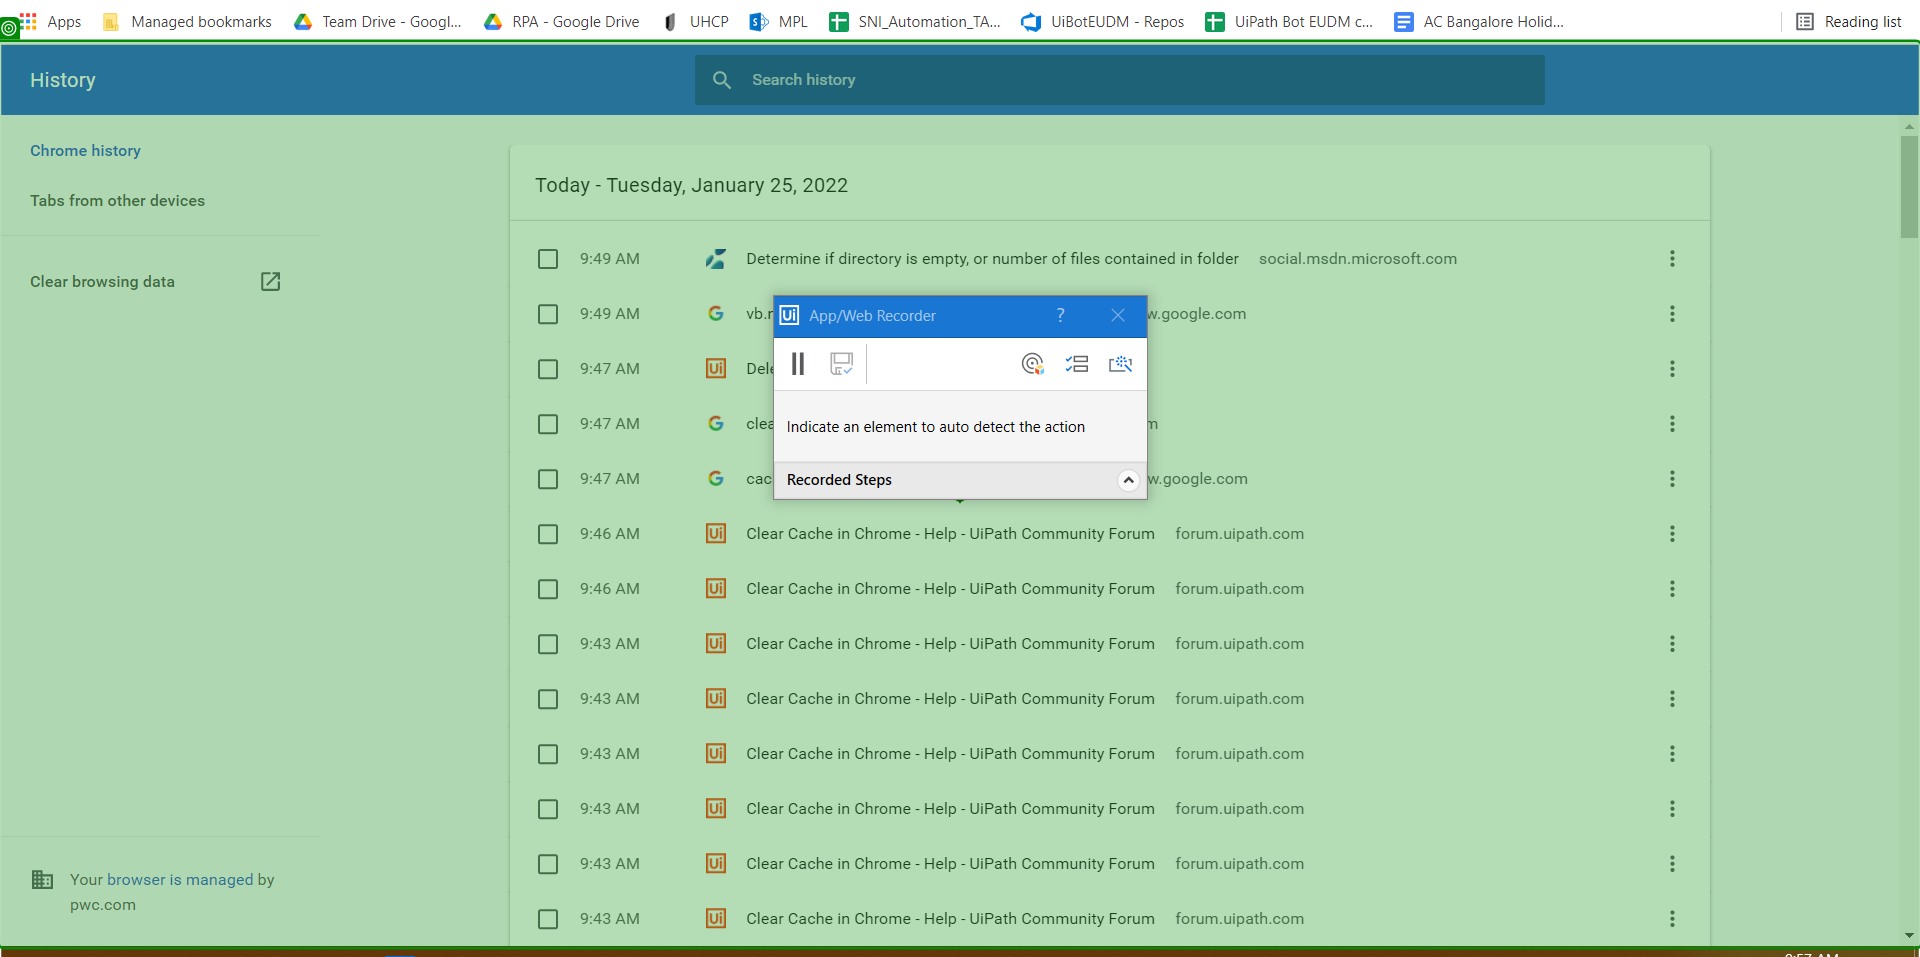 Apps Managed bookmarks Team Drive - Googl... RPA - Google Drive UHCP MPL SNI_Automation_TA... UiBotEUDM - Repos UiPath Bot EUDM c... AC Bangalore Holid... Reading list
History Search history
Chrome history
Tabs from other devices
Clear browsing data
Your browser is managed by
pwc.com
Today - Tuesday, January 25, 2022
9:49 AM Determine if directory is empty, or number of files contained in folder social.msdn.microsoft.com
9:49 AM w.google.com
9:47 AM Ui Dele
9:47 AM clea m
9:47 AM cac w.google.com
9:46 AM Ui Clear Cache in Chrome - Help - UiPath Community Forum forum.uipath.com
9:46 AM Ui Clear Cache in Chrome - Help - UiPath Community Forum forum.uipath.com
9:43 AM Ui Clear Cache in Chrome - Help - UiPath Community Forum forum.uipath.com
9:43 AM Ui Clear Cache in Chrome - Help - UiPath Community Forum forum.uipath.com
9:43 AM Ui Clear Cache in Chrome - Help - UiPath Community Forum forum.uipath.com
9:43 AM Ui Clear Cache in Chrome - Help - UiPath Community Forum forum.uipath.com
9:43 AM Ui Clear Cache in Chrome - Help - UiPath Community Forum forum.uipath.com
9:43 AM Ui Clear Cache in Chrome - Help - UiPath Community Forum forum.uipath.com
Ui App/Web Recorder ?
Indicate an element to auto detect the action
Recorded Steps